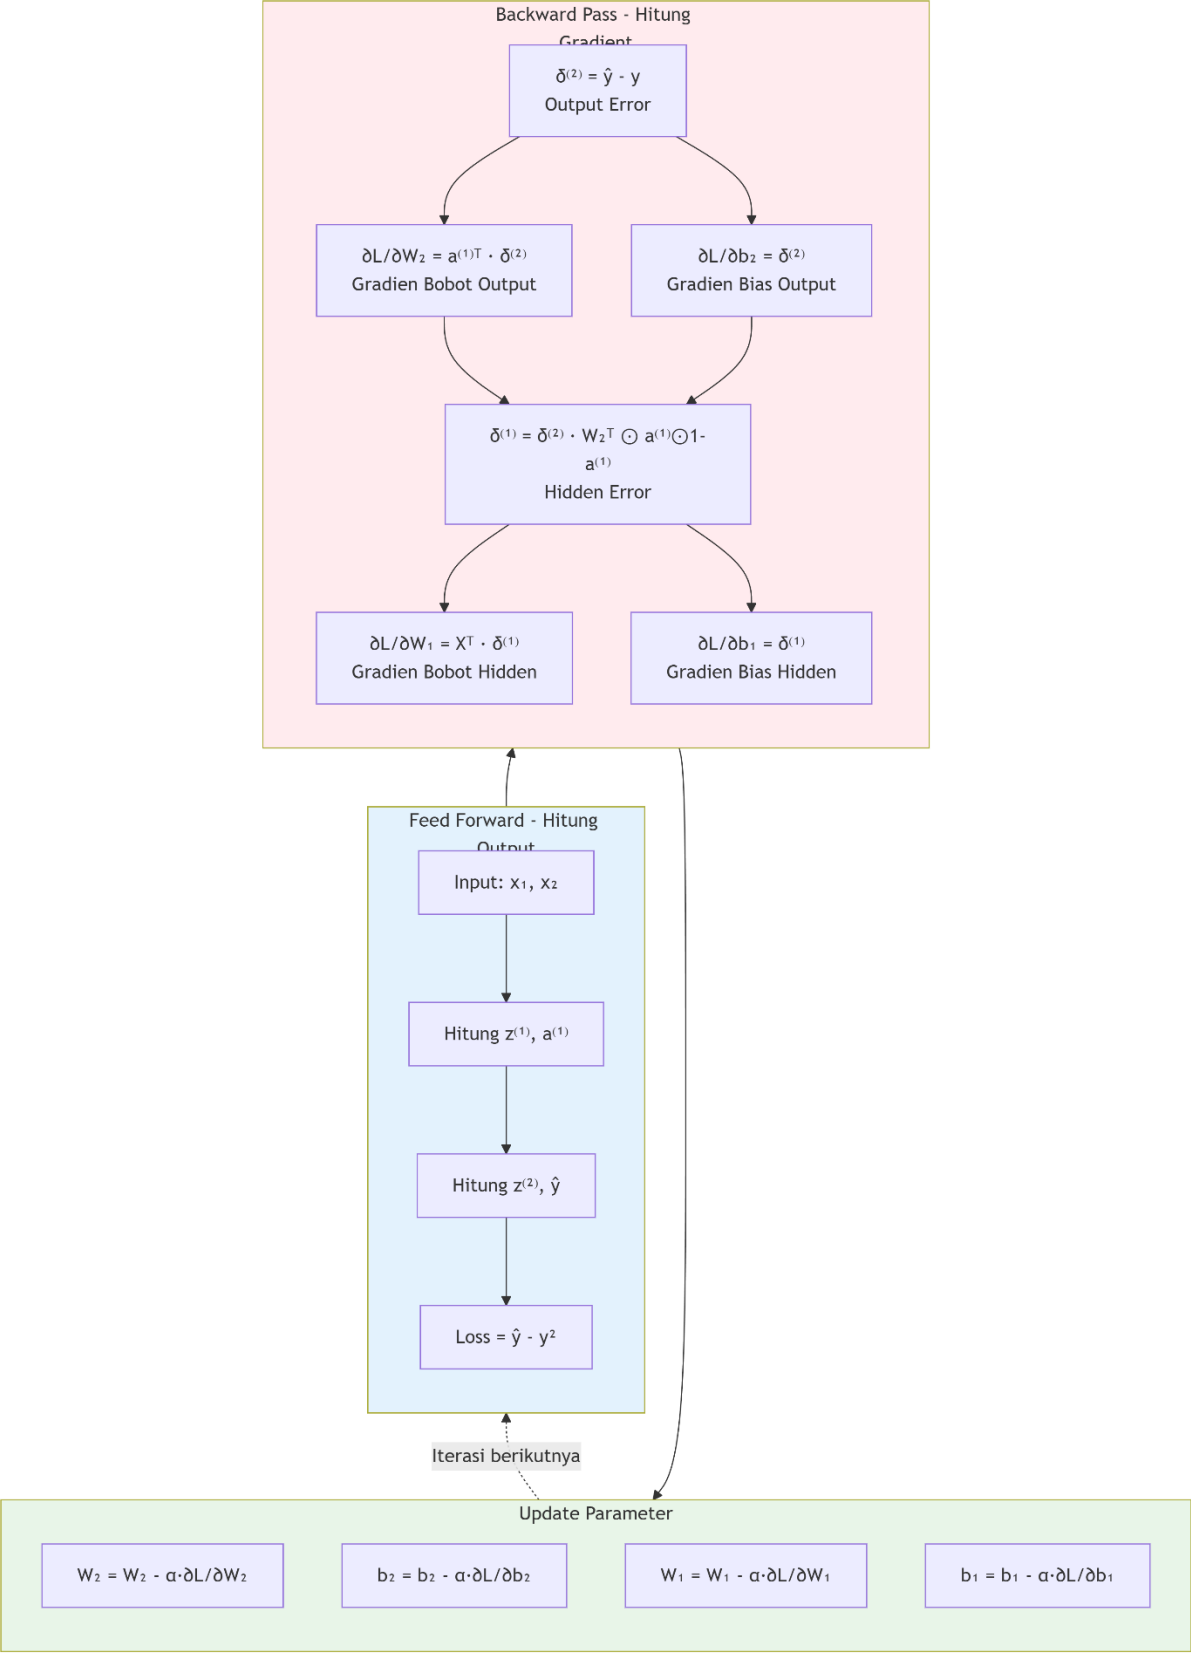 Backward Pass - Hitung
Gradient
δ⁽²⁾ = ŷ - y
Output Error
∂L/∂W₂ = a⁽¹⁾ᵀ · δ⁽²⁾
Gradien Bobot Output
∂L/∂b₂ = δ⁽²⁾
Gradien Bias Output
δ⁽¹⁾ = δ⁽²⁾ · W₂ᵀ ⊙ a⁽¹⁾⊙1-
a⁽¹⁾
Hidden Error
∂L/∂W₁ = Xᵀ · δ⁽¹⁾
Gradien Bobot Hidden
∂L/∂b₁ = δ⁽¹⁾
Gradien Bias Hidden
Feed Forward - Hitung
Output
Input: x₁, x₂
Hitung z⁽¹⁾, a⁽¹⁾
Hitung z⁽²⁾, ŷ
Loss = ŷ - y²
Iterasi berikutnya
Update Parameter
W₂ = W₂ - α·∂L/∂W₂
b₂ = b₂ - α·∂L/∂b₂
W₁ = W₁ - α·∂L/∂W₁
b₁ = b₁ - α·∂L/∂b₁